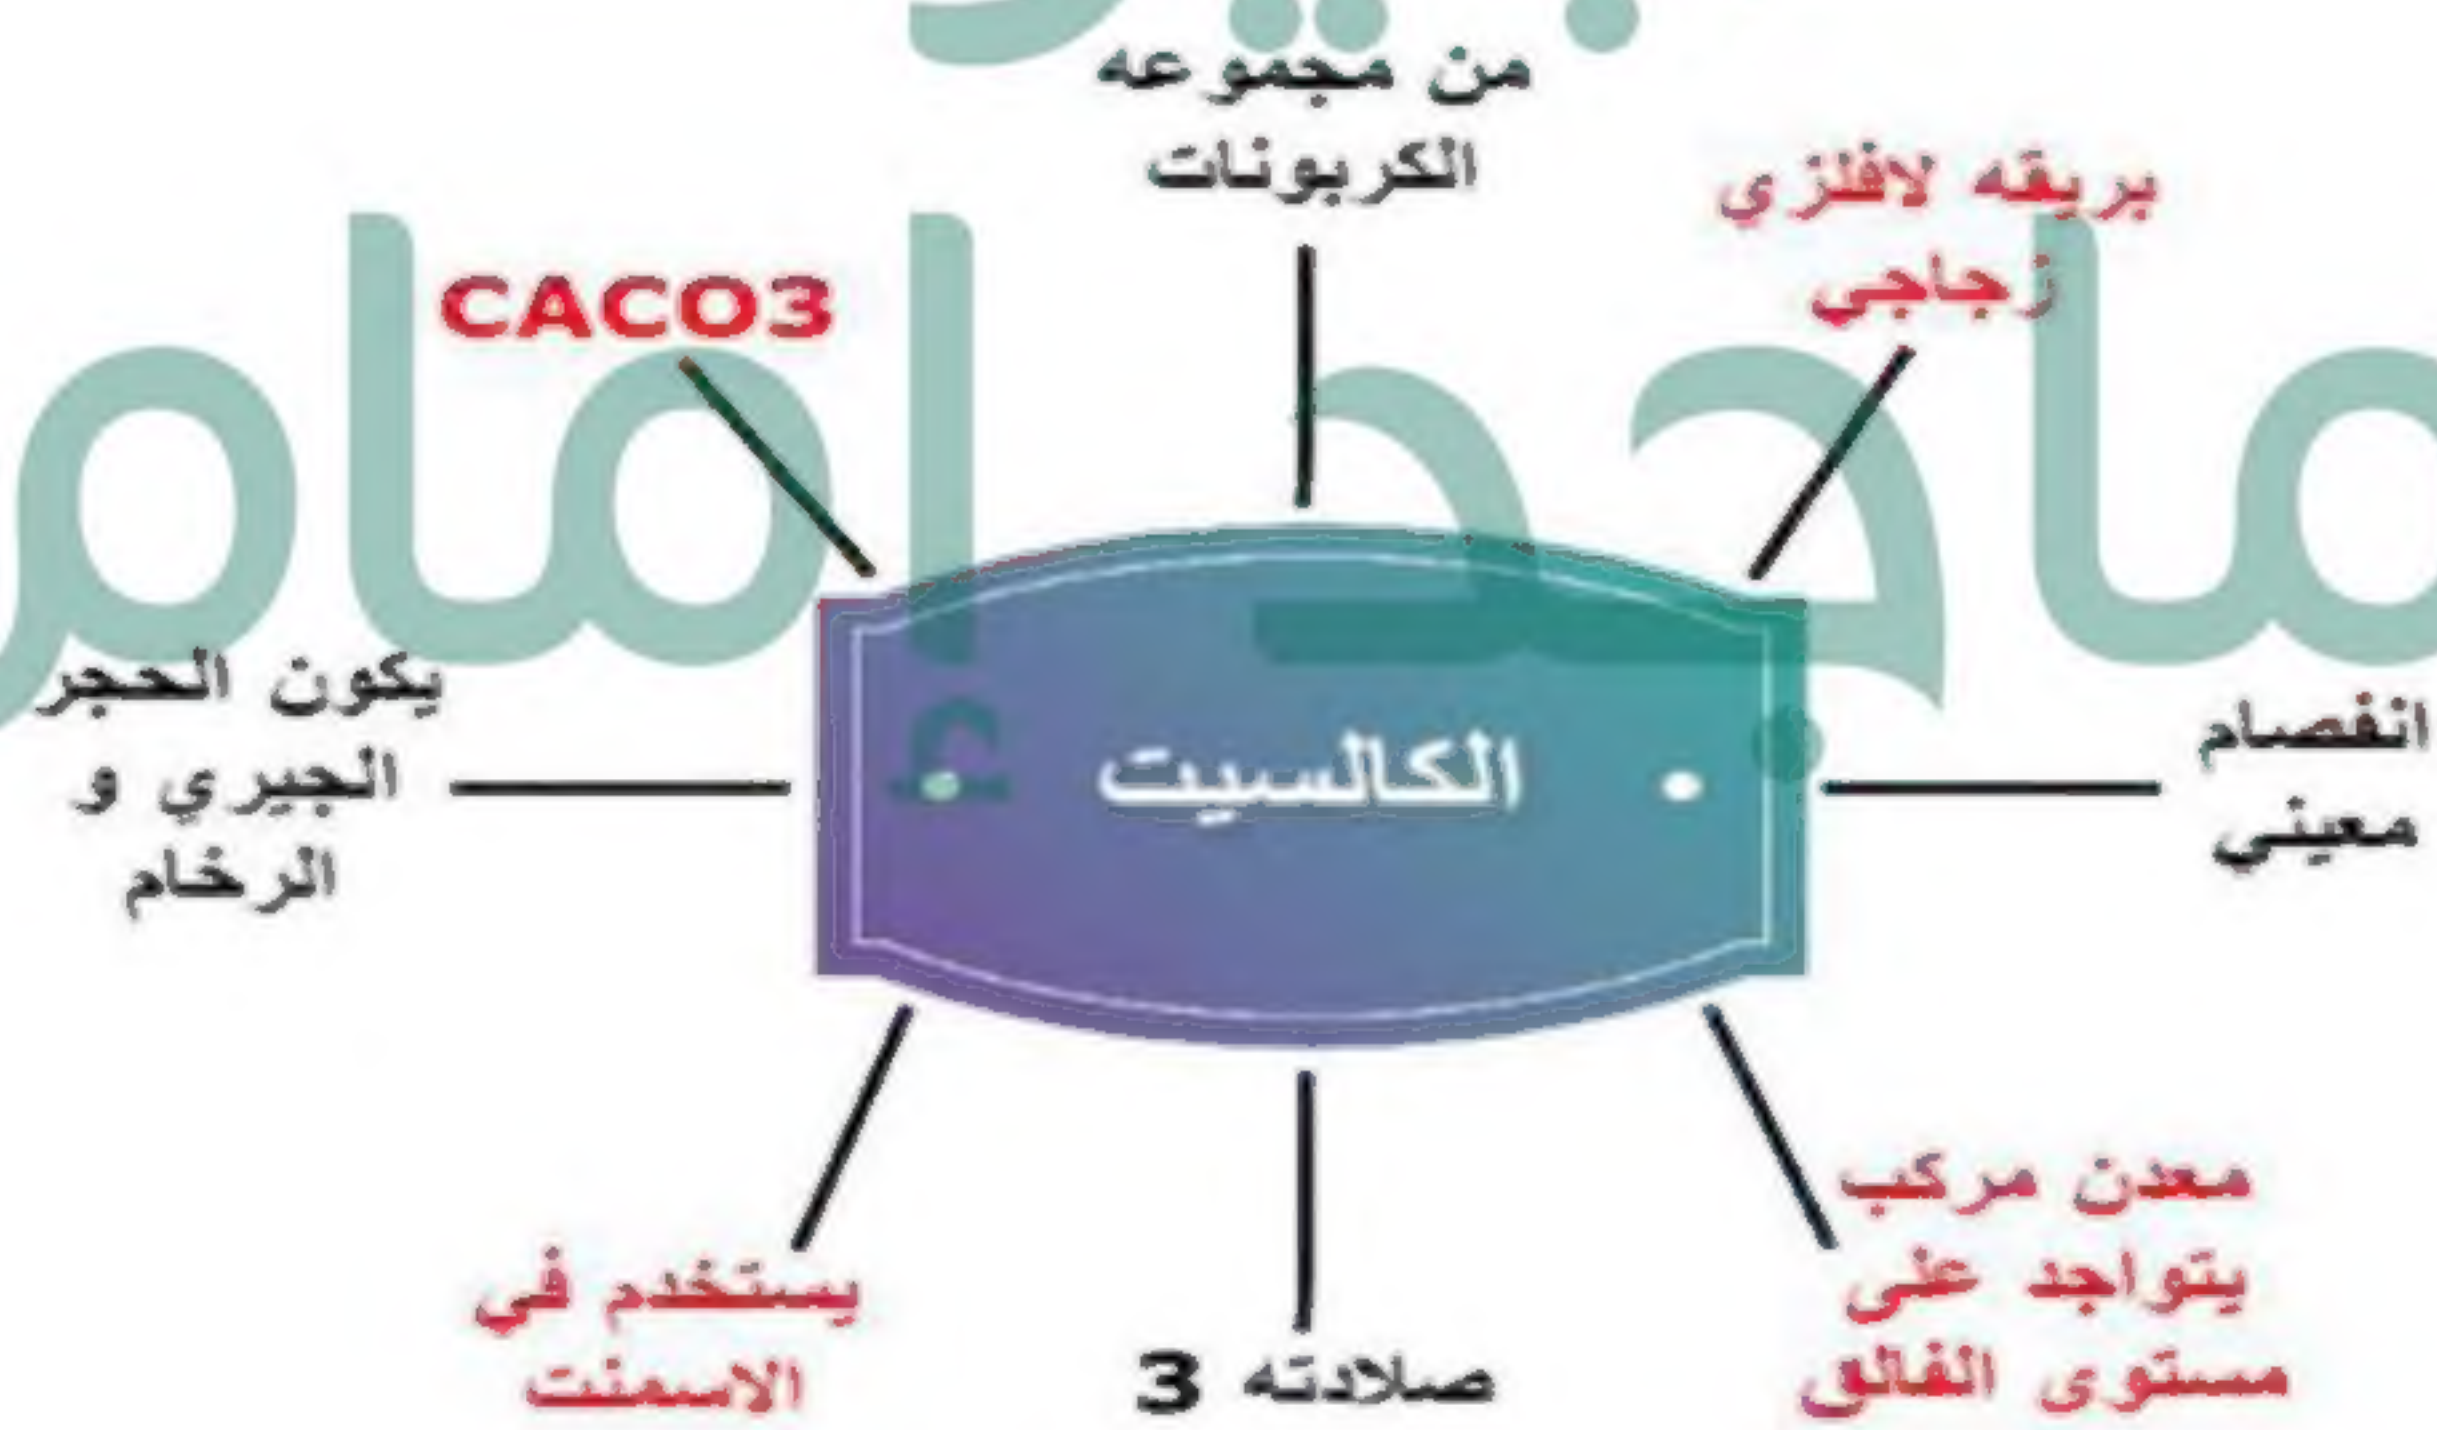 من مجموعه
الكربونات
بريقه لافلزي
زجاجي
CACO3
انفصام
معيني
الكالسيت
يكون الحجر
الجيري و
الرخام
معدن مركب
يتواجد على
مستوى الفالق
صلادته 3
يستخدم في
الاسمنت